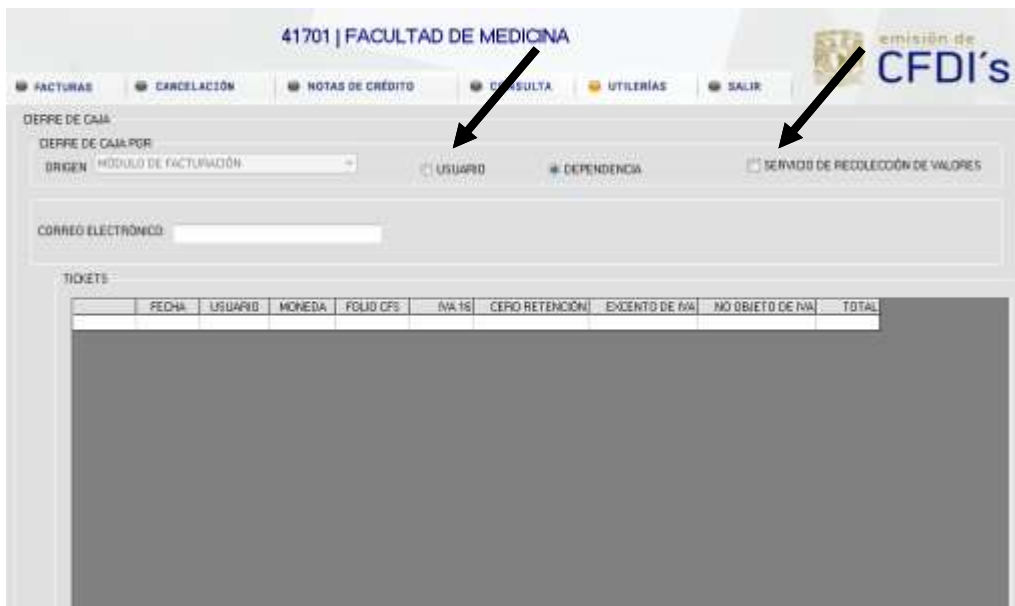 41701 | FACULTAD DE MEDICINA
emisión de
CFDI´s
FACTURAS CANCELACIÓN NOTAS DE CRÉDITO CONSULTA UTILERÍAS SALIR
CIERRE DE CAJA
CIERRE DE CAJA POR
ORIGEN MÓDULO DE FACTURACIÓN USUARIO DEPENDENCIA SERVICIO DE RECOLECCIÓN DE VALORES
CORREO ELECTRÓNICO
TICKETS
FECHA USUARIO MONEDA FOLIO CFS IVA 16 CERO RETENCIÓN EXCENTO DE IVA NO OBJETO DE IVA TOTAL